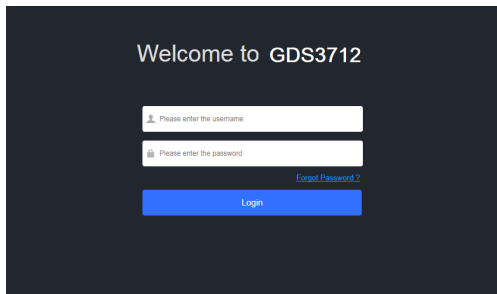 Welcome to GDS3712
Please enter the username
Please enter the password
Forgot Password ?
Login